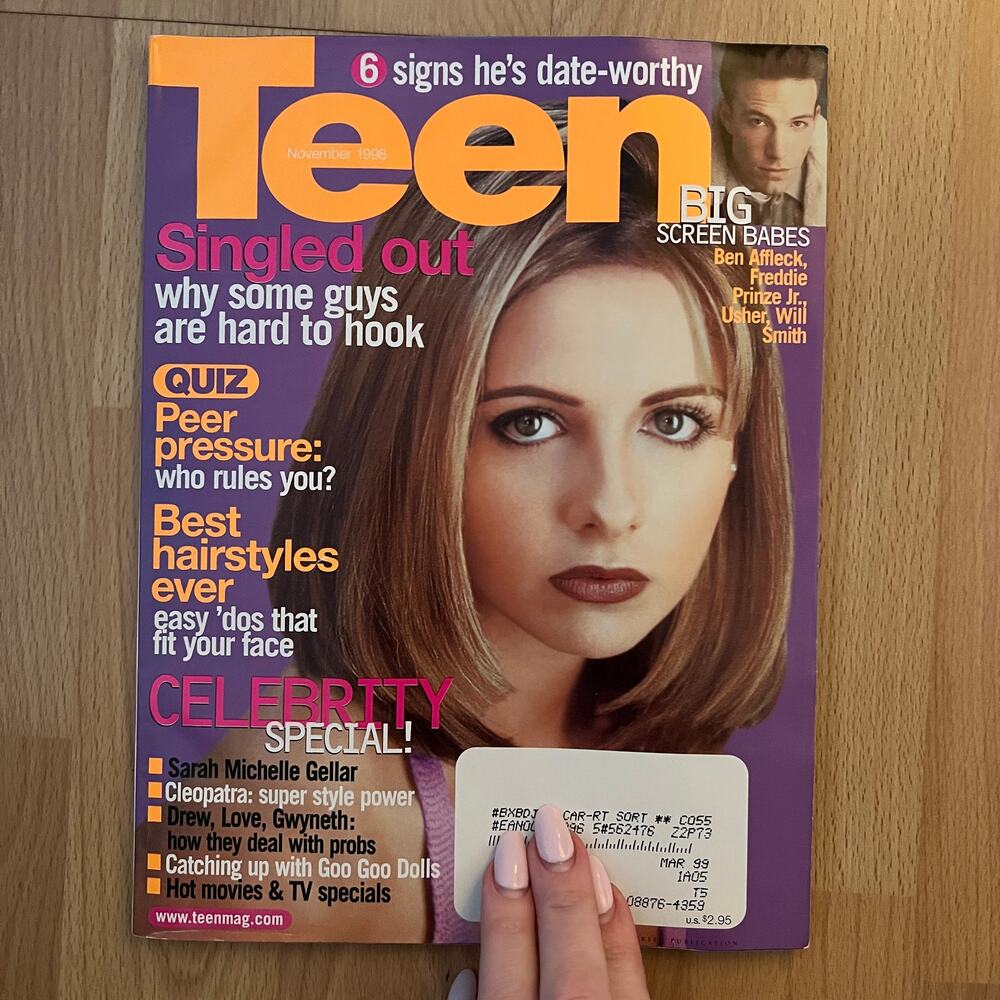 6 signs he's date-worthy
Teen
November 1998
BIG
SCREEN BABES
Ben Affleck,
Freddie
Prinze Jr.,
Usher, Will
Smith
Singled out
why some guys
are hard to hook
QUIZ
Peer
pressure:
who rules you?
Best
hairstyles
ever
easy 'dos that
fit your face
CELEBRITY
SPECIAL!
Sarah Michelle Gellar
Cleopatra: super style power
Drew, Love, Gwyneth:
how they deal with probs
Catching up with Goo Goo Dolls
Hot movies & TV specials
www.teenmag.com
CAR-RT SORT ** C055
5#562476 Z2P73
MAR 99
1A05
T5
08876-4359
U.S. $2.95
PUBLICATION